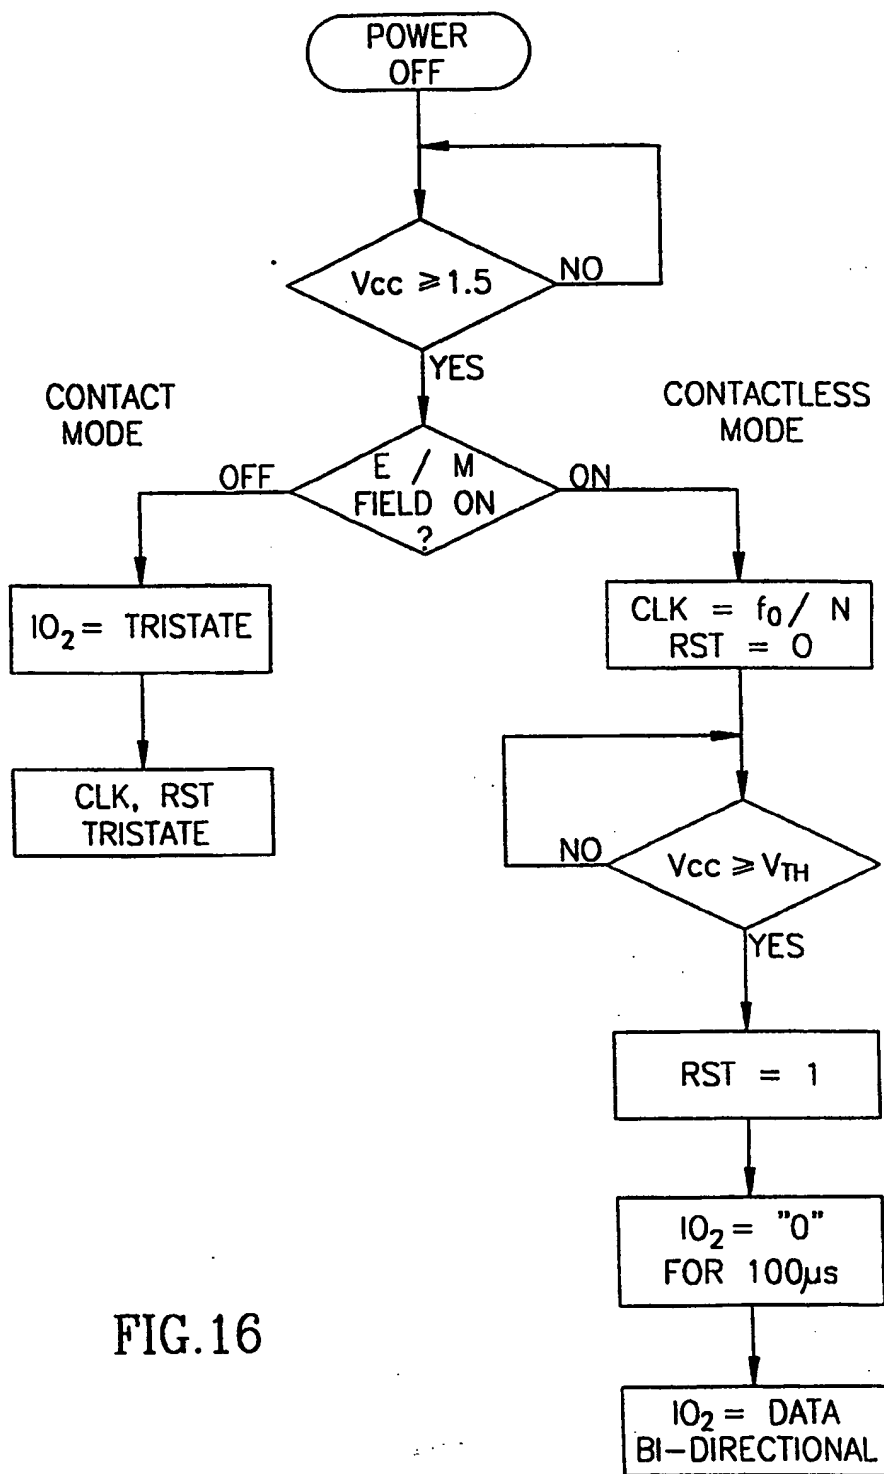 POWER
OFF
Vcc ≥ 1.5
NO
YES
CONTACT
MODE
CONTACTLESS
MODE
OFF
E / M
FIELD ON
?
ON
IO₂ = TRISTATE
CLK = f₀ / N
RST = 0
CLK, RST
TRISTATE
NO
Vcc ≥ VTH
YES
RST = 1
IO₂ = "0"
FOR 100µs
FIG.16
IO₂ = DATA
BI-DIRECTIONAL